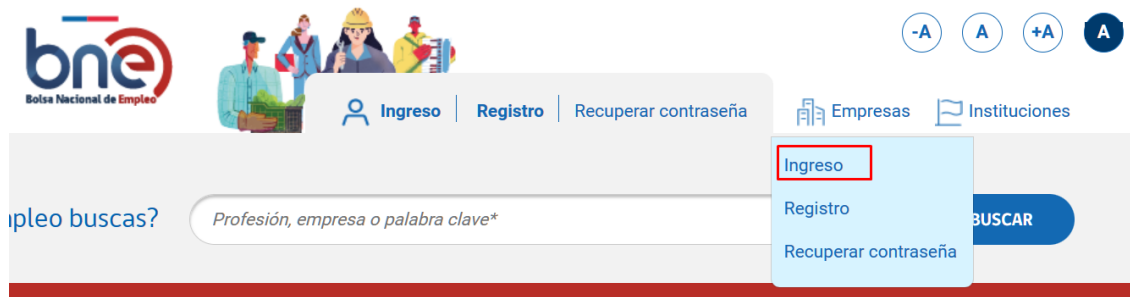 bne
Bolsa Nacional de Empleo
-A A +A A
Ingreso Registro Recuperar contraseña Empresas Instituciones
Ingreso
Registro
Recuperar contraseña
buscas?
Profesión, empresa o palabra clave*
BUSCAR